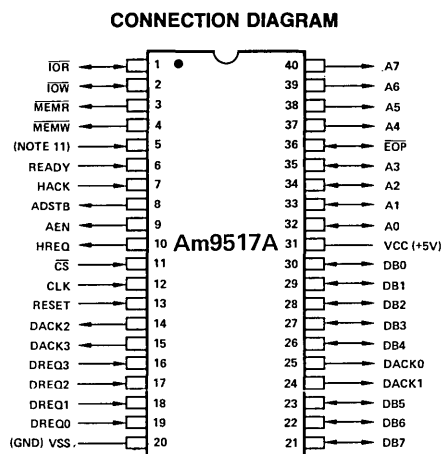 CONNECTION DIAGRAM
IOR 1 40 A7
IOW 2 39 A6
MEMR 3 38 A5
MEMW 4 37 A4
(NOTE 11) 5 36 EOP
READY 6 35 A3
HACK 7 34 A2
ADSTB 8 33 A1
AEN 9 32 A0
HREQ 10 Am9517A 31 VCC (+5V)
CS 11 30 DB0
CLK 12 29 DB1
RESET 13 28 DB2
DACK2 14 27 DB3
DACK3 15 26 DB4
DREQ3 16 25 DACK0
DREQ2 17 24 DACK1
DREQ1 18 23 DB5
DREQ0 19 22 DB6
(GND) VSS 20 21 DB7